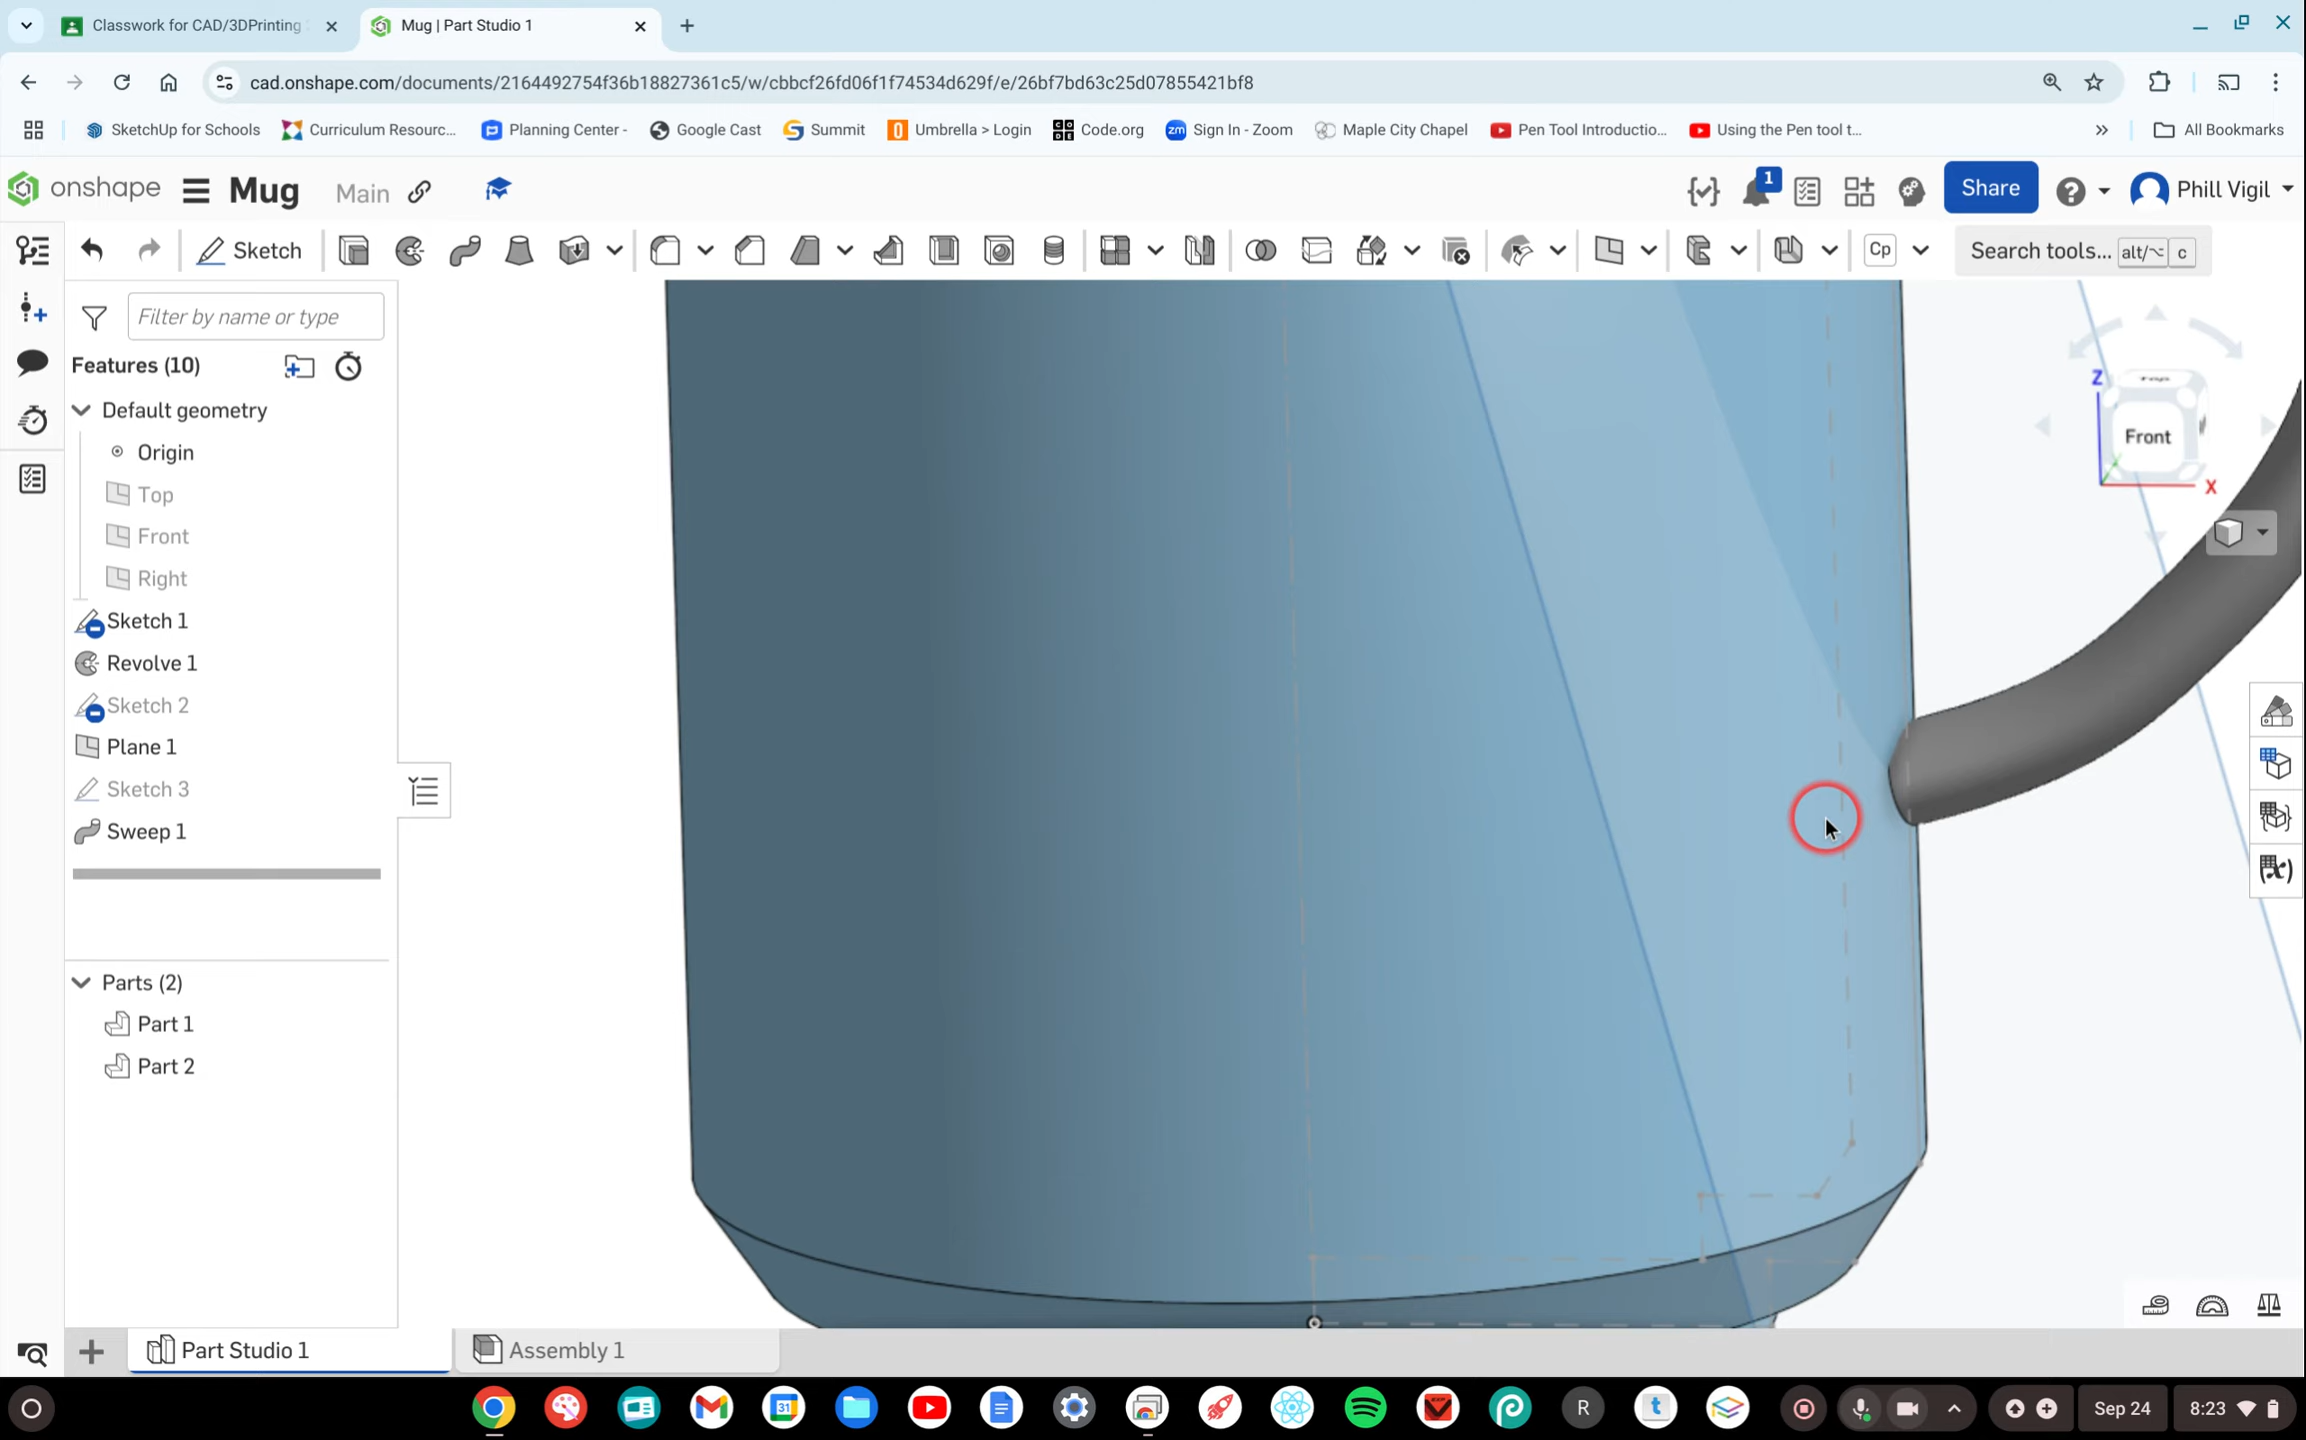 Classwork for CAD/3DPrinting
Mug | Part Studio 1
cad.onshape.com/documents/2164492754f36b18827361c5/w/cbbcf26fd06f1f74534d629f/e/26bf7bd63c25d07855421bf8
SketchUp for Schools
Curriculum Resourc...
Planning Center -
Google Cast
Summit
Umbrella > Login
Code.org
Sign In - Zoom
Maple City Chapel
Pen Tool Introductio...
Using the Pen tool t...
All Bookmarks
onshape Mug Main
1
Share
Phill Vigil
Sketch
Cp
Search tools... alt/⌥ c
Filter by name or type
Features (10)
Default geometry
Origin
Top
Front
Right
Sketch 1
Revolve 1
Sketch 2
Plane 1
Sketch 3
Sweep 1
Parts (2)
Part 1
Part 2
Z
Top
Front
X
Part Studio 1
Assembly 1
31
R
t
Sep 24
8:23